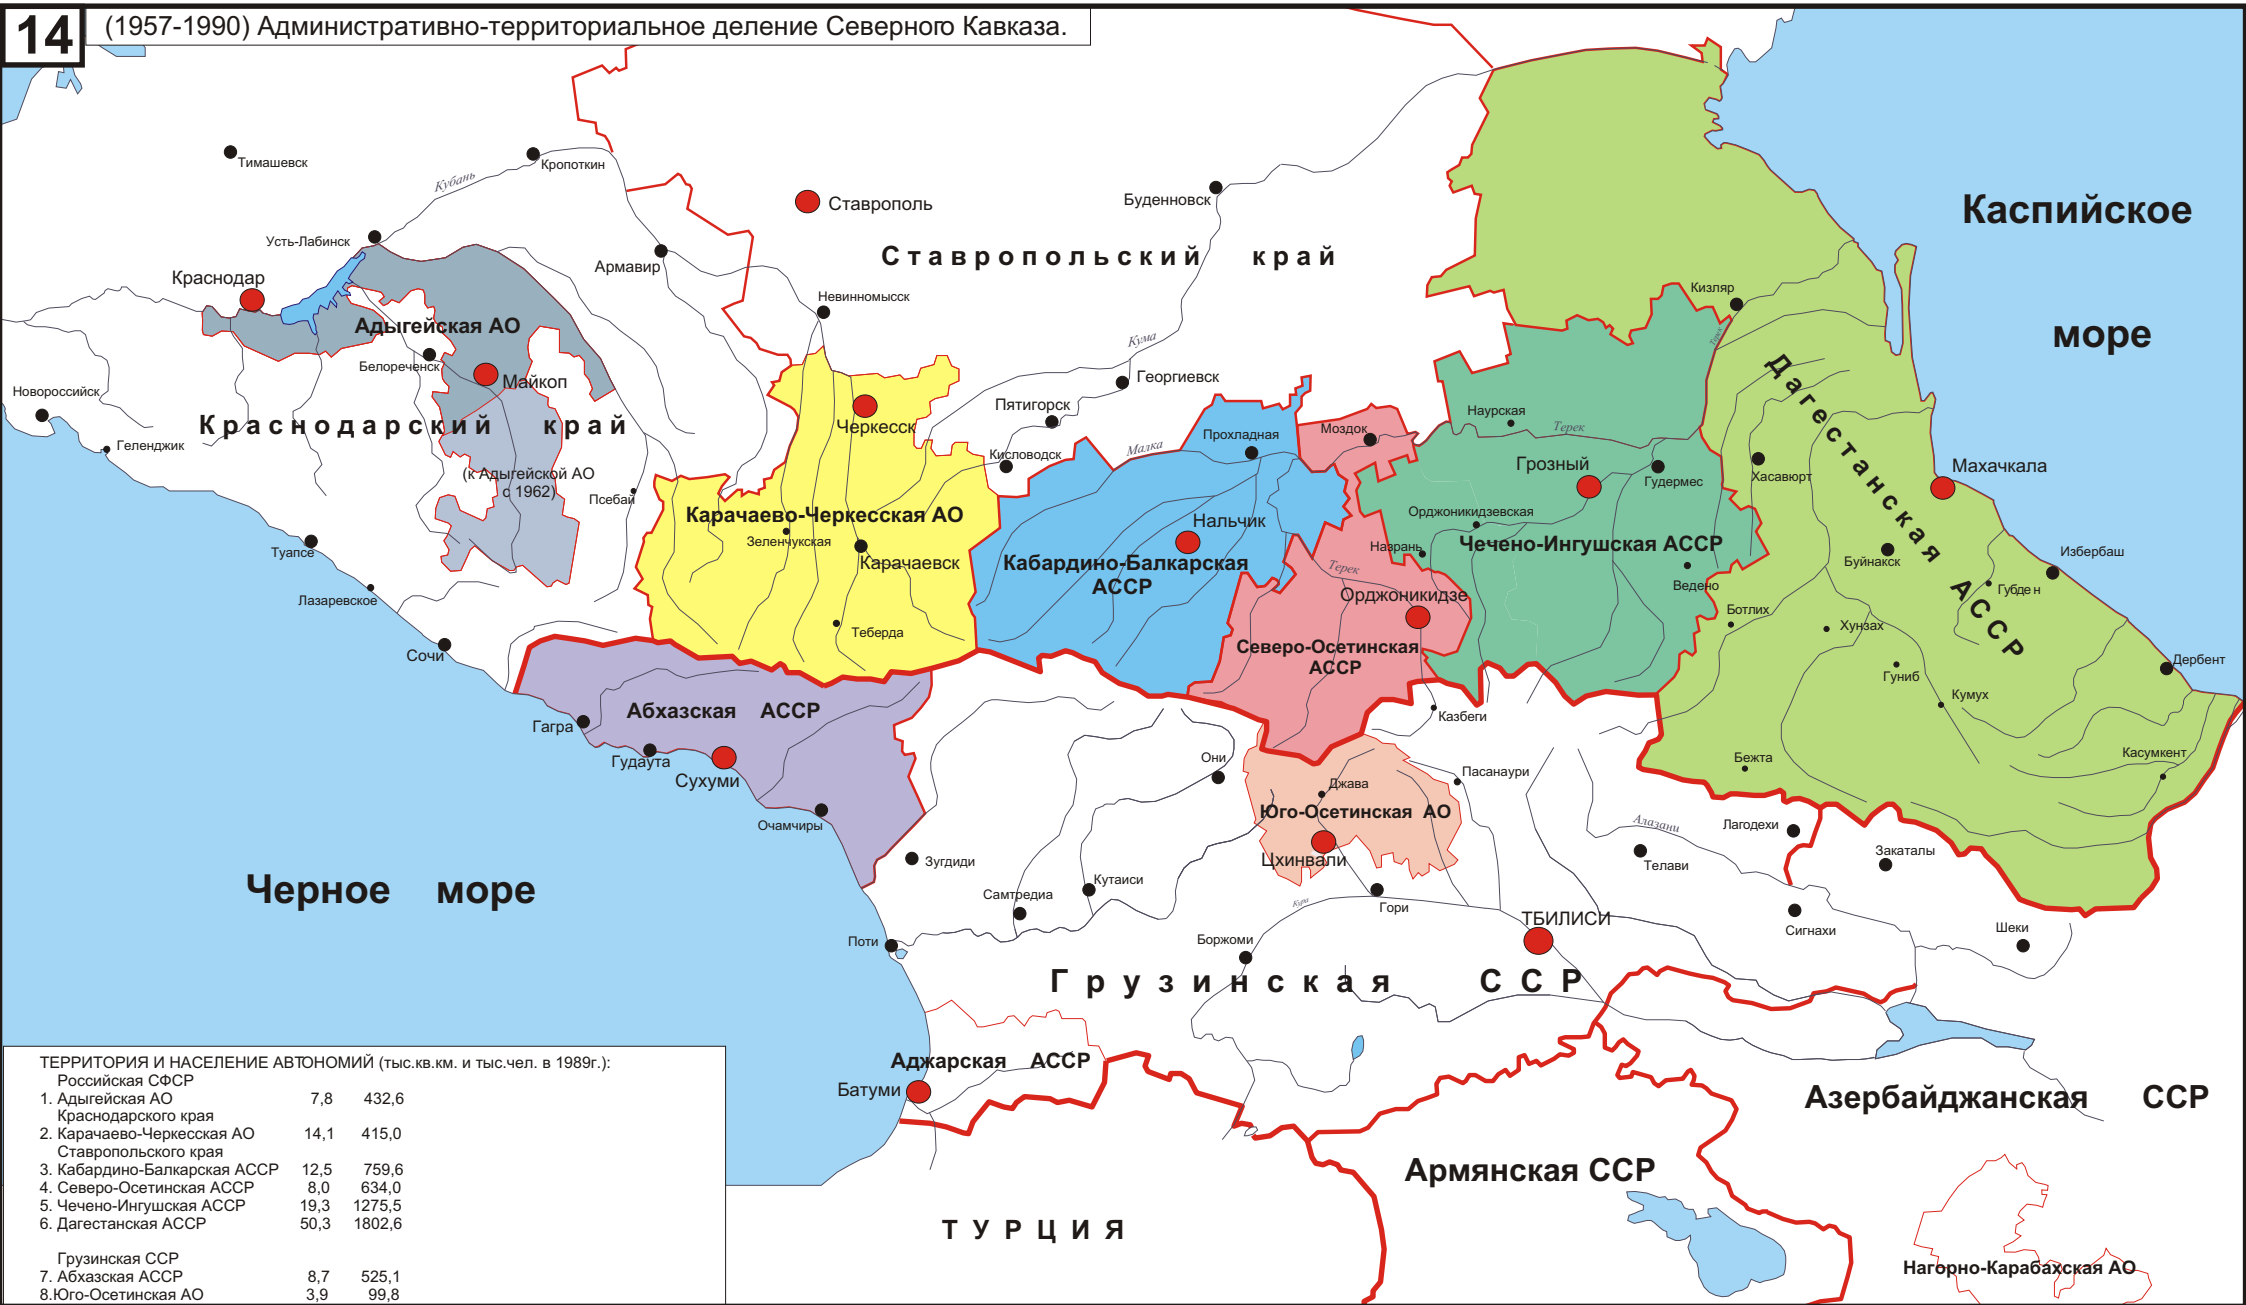 14
(1957-1990) Административно-территориальное деление Северного Кавказа.
Тимашевск
Кропоткин
Кубань
Ставрополь
Буденновск
Каспийское
море
Усть-Лабинск
Армавир
Ставропольский край
Краснодар
Невинномысск
Кизляр
Терек
Адыгейская АО
Кума
Белореченск
Майкоп
Георгиевск
Дагестанская АССР
Новороссийск
Краснодарский край
Черкесск
Пятигорск
Геленджик
Кисловодск
Малка
Прохладная
Моздок
Наурская
Терек
Грозный
Гудермес
Хасавюрт
Махачкала
(к Адыгейской АО
с 1962)
Псебай
Карачаево-Черкесская АО
Зеленчукская
Карачаевск
Нальчик
Кабардино-Балкарская
АССР
Орджоникидзевская
Назрань
Чечено-Ингушская АССР
Ведено
Буйнакск
Избербаш
Губден
Туапсе
Лазаревское
Терек
Орджоникидзе
Ботлих
Хунзах
Теберда
Сочи
Северо-Осетинская
АССР
Гуниб
Дербент
Кумух
Абхазская АССР
Гагра
Гудаута
Сухуми
Казбеги
Они
Пасанаури
Бежта
Касумкент
Джава
Юго-Осетинская АО
Очамчиры
Алазани
Лагодехи
Закаталы
Цхинвали
Телави
Зугдиди
Черное море
Самтредиа
Кутаиси
Кура
Гори
ТБИЛИСИ
Сигнахи
Шеки
Поти
Боржоми
Грузинская ССР
Аджарская АССР
Батуми
Азербайджанская ССР
Армянская ССР
ТУРЦИЯ
Нагорно-Карабахская АО
ТЕРРИТОРИЯ И НАСЕЛЕНИЕ АВТОНОМИЙ (тыс.кв.км. и тыс.чел. в 1989г.):
Российская СФСР
1. Адыгейская АО 7,8 432,6
Краснодарского края
2. Карачаево-Черкесская АО 14,1 415,0
Ставропольского края
3. Кабардино-Балкарская АССР 12,5 759,6
4. Северо-Осетинская АССР 8,0 634,0
5. Чечено-Ингушская АССР 19,3 1275,5
6. Дагестанская АССР 50,3 1802,6
Грузинская ССР
7. Абхазская АССР 8,7 525,1
8.Юго-Осетинская АО 3,9 99,8